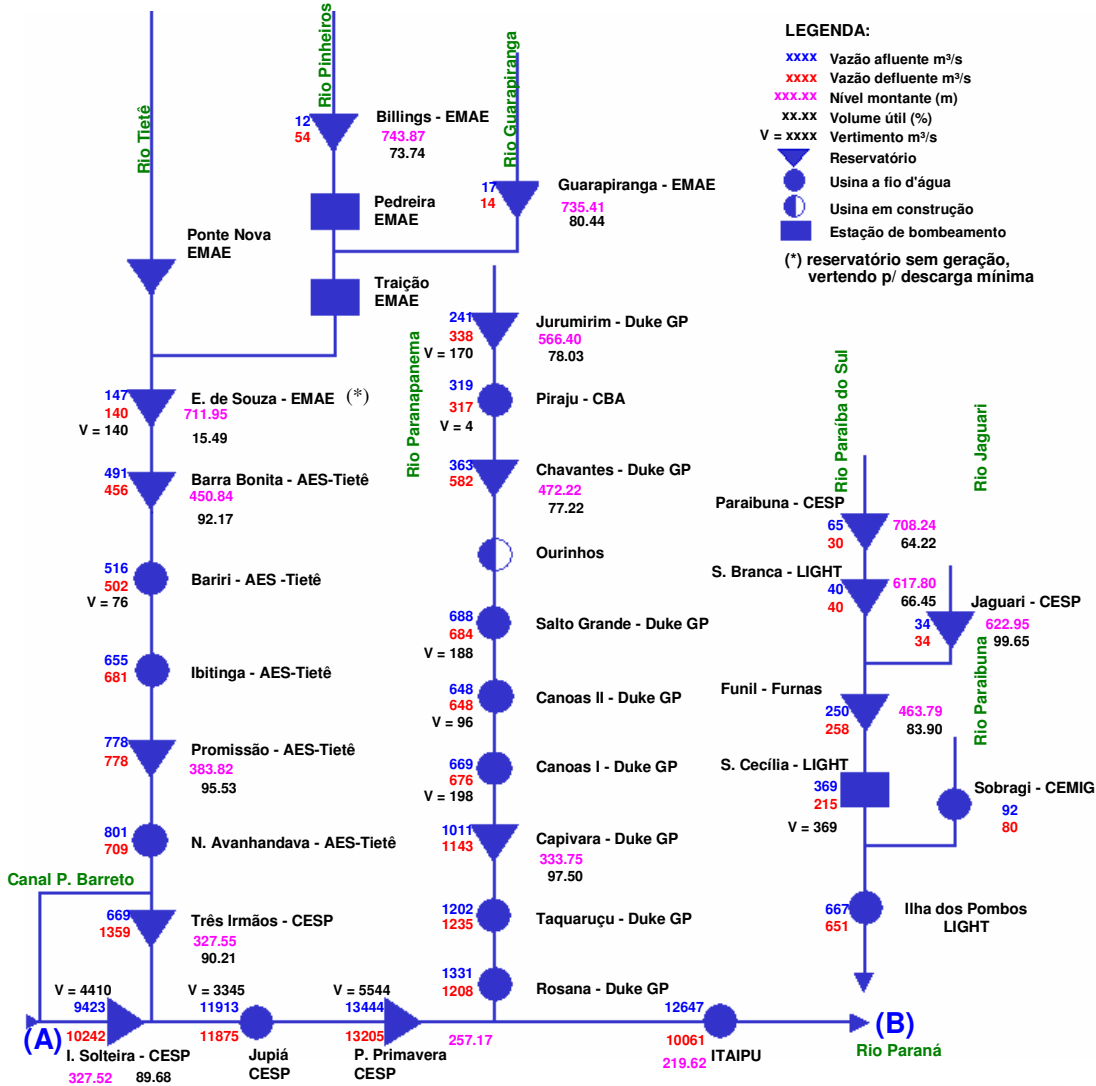 LEGENDA:
xxxx Vazão afluente m³/s
xxxx Vazão defluente m³/s
xxx.xx Nível montante (m)
xx.xx Volume útil (%)
V = xxxx Vertimento m³/s
Reservatório
Usina a fio d'água
Usina em construção
Estação de bombeamento
(*) reservatório sem geração,
vertendo p/ descarga mínima
Rio Tietê
Rio Pinheiros
Rio Guarapiranga
Billings - EMAE
12
54
743.87
73.74
Guarapiranga - EMAE
17
14
735.41
80.44
Pedreira
EMAE
Ponte Nova
EMAE
Traição
EMAE
E. de Souza - EMAE (*)
147
140
V = 140
711.95
15.49
Barra Bonita - AES-Tietê
491
456
450.84
92.17
Bariri - AES -Tietê
516
502
V = 76
Ibitinga - AES-Tietê
655
681
Promissão - AES-Tietê
778
778
383.82
95.53
N. Avanhandava - AES-Tietê
801
709
Canal P. Barreto
Três Irmãos - CESP
669
1359
327.55
90.21
Rio Paranapanema
Jurumirim - Duke GP
241
338
V = 170
566.40
78.03
Piraju - CBA
319
317
V = 4
Chavantes - Duke GP
363
582
472.22
77.22
Ourinhos
Salto Grande - Duke GP
688
684
V = 188
Canoas II - Duke GP
648
648
V = 96
Canoas I - Duke GP
669
676
V = 198
Capivara - Duke GP
1011
1143
333.75
97.50
Taquaruçu - Duke GP
1202
1235
Rosana - Duke GP
1331
1208
Rio Paraíba do Sul
Rio Jaguari
Paraibuna - CESP
65
30
708.24
64.22
S. Branca - LIGHT
40
40
617.80
66.45
Jaguari - CESP
34
34
622.95
99.65
Rio Paraibuna
Funil - Furnas
250
258
463.79
83.90
S. Cecília - LIGHT
369
215
V = 369
Sobragi - CEMIG
92
80
Ilha dos Pombos
LIGHT
667
651
(A)
V = 4410
9423
10242
I. Solteira - CESP
327.52
89.68
V = 3345
11913
11875
Jupiá
CESP
V = 5544
13444
13205
P. Primavera
CESP
257.17
12647
10061
ITAIPU
219.62
(B)
Rio Paraná